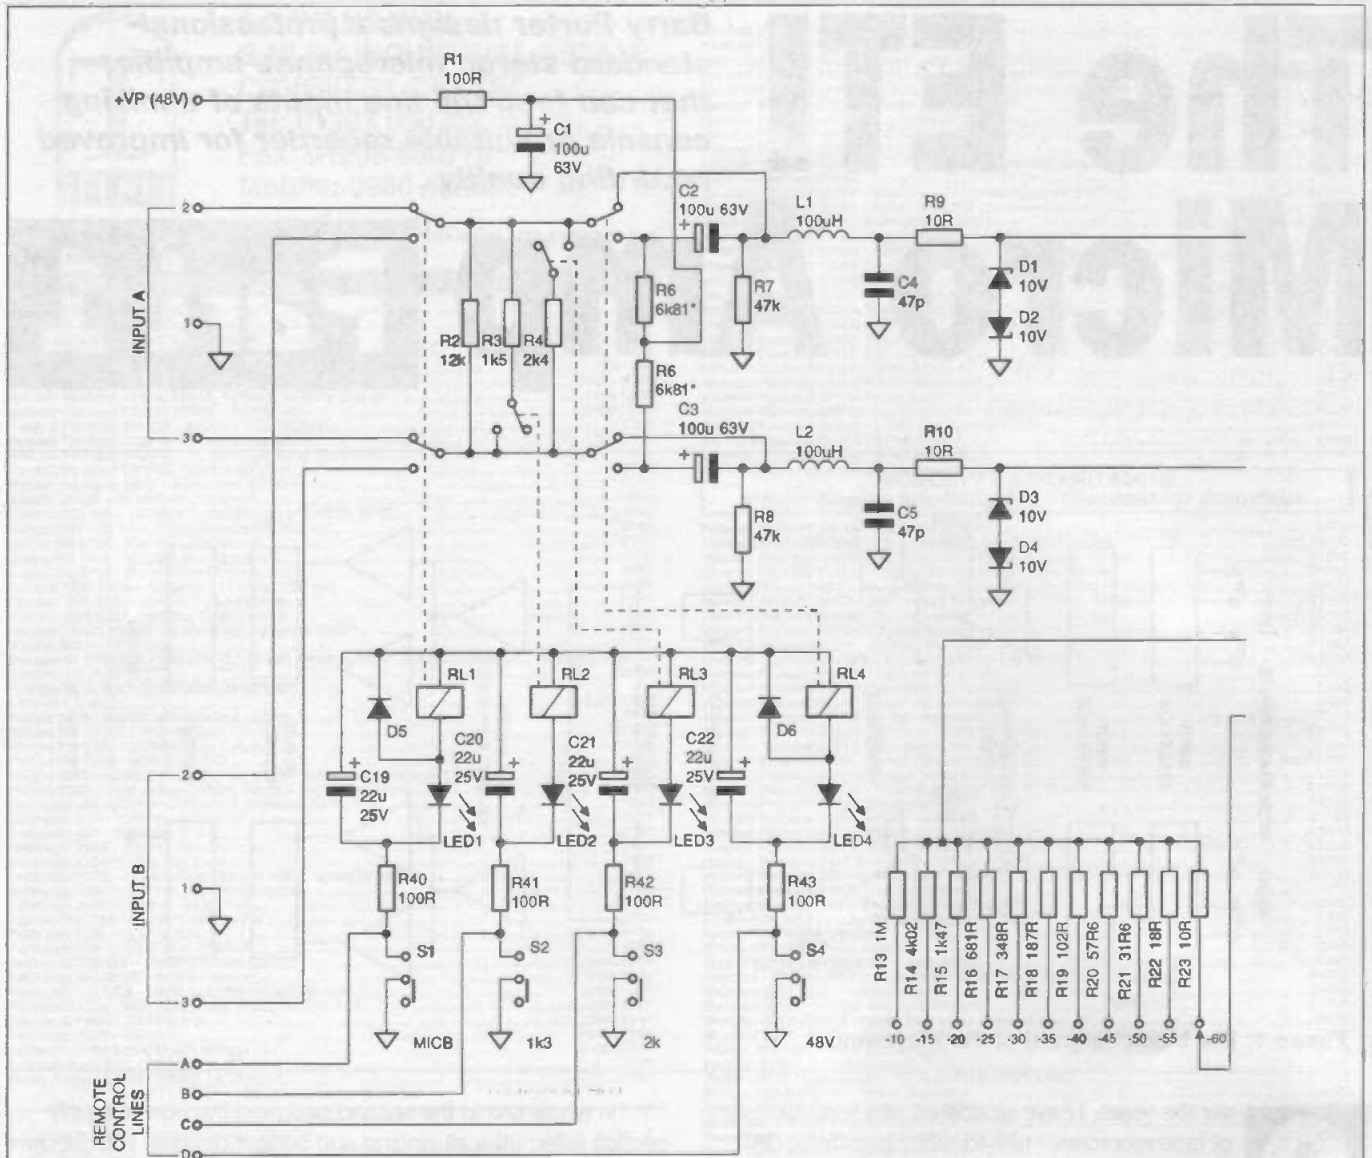 R1
100R
+VP (48V)
+
C1
100u
63V
C2
100u 63V
+
L1
100uH
R9
10R
2
INPUT A
1
3
R2
12k
R3
1k5
R4
2k4
R6
6k81*
R6
6k81*
R7
47k
C4
47p
D1
10V
D2
10V
C3
100u 63V
+
L2
100uH
R10
10R
R8
47k
C5
47p
D3
10V
D4
10V
RL1
RL2
RL3
RL4
D5
D6
+
C19
22u
25V
C20
22u
25V
+
C21
22u
25V
+
C22
22u
25V
+
LED1
LED2
LED3
LED4
2
INPUT B
1
3
R40
100R
R41
100R
R42
100R
R43
100R
S1
S2
S3
S4
MICB
1k3
2k
48V
R13 1M
R14 4k02
R15 1k47
R16 681R
R17 348R
R18 187R
R19 102R
R20 57R6
R21 31R6
R22 18R
R23 10R
-10
-15
20
-25
-30
-35
-40
-45
-50
-55
-60
REMOTE
CONTROL
LINES
A
B
C
D